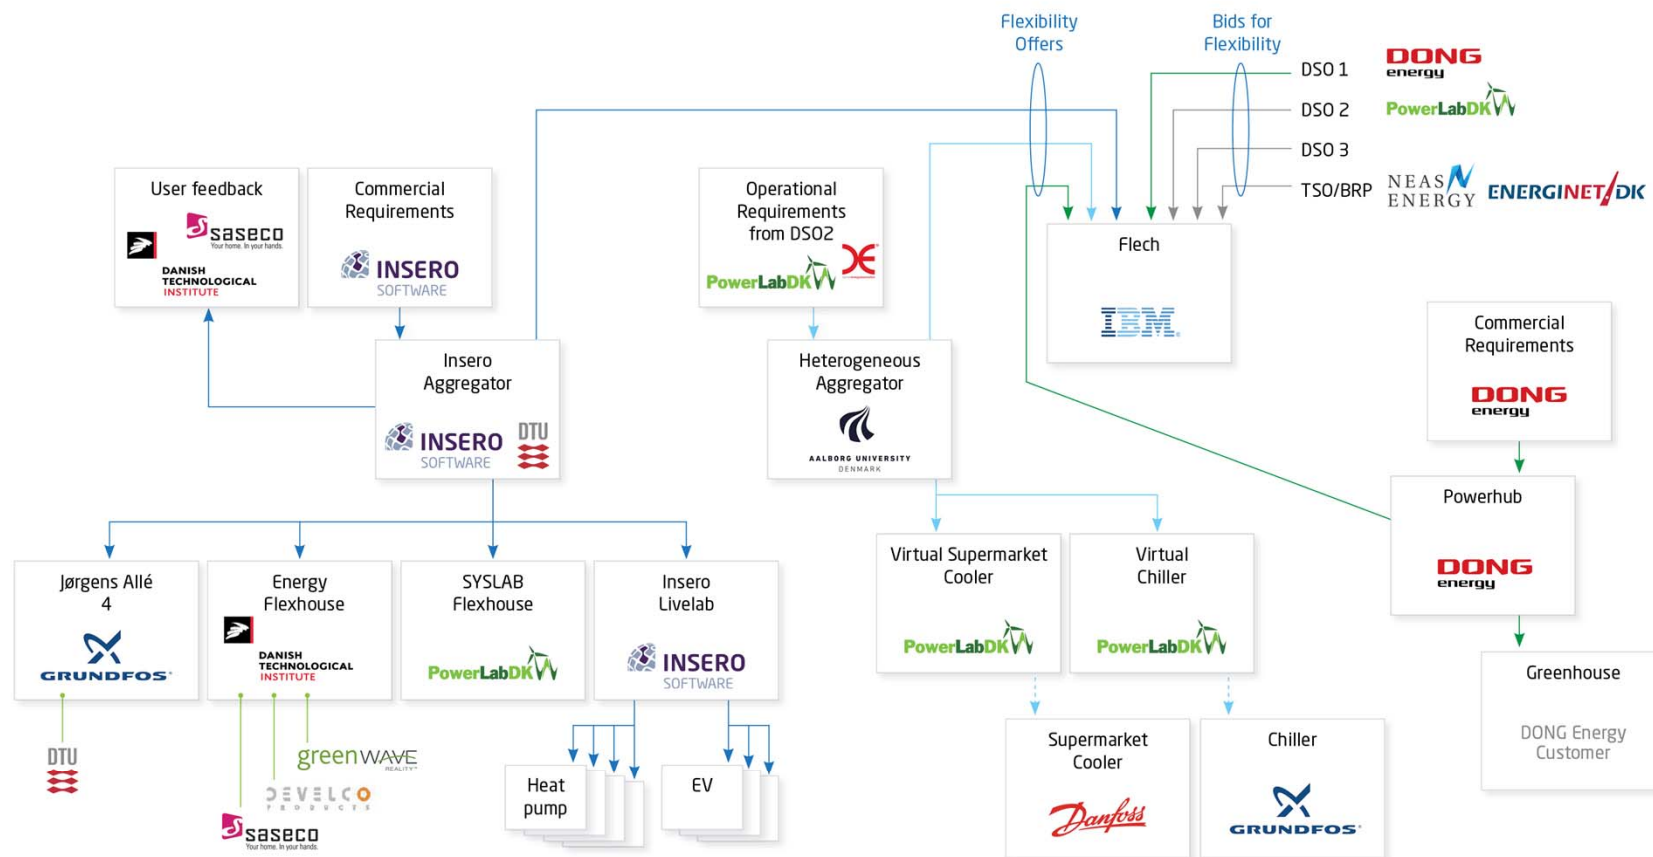 Flexibility
Offers
Bids for
Flexibility
DSO 1
DONG
energy
DSO 2
PowerLabDK
DSO 3
TSO/BRP
NEAS
ENERGY
ENERGINET/DK
User feedback
saseco
Your home. In your hands.
DANISH
TECHNOLOGICAL
INSTITUTE
Commercial
Requirements
INSERO
SOFTWARE
Operational
Requirements
from DSO2
PowerLabDK
Flech
IBM
Commercial
Requirements
DONG
energy
Insero
Aggregator
INSERO
SOFTWARE
DTU
Heterogeneous
Aggregator
AALBORG UNIVERSITY
DENMARK
Powerhub
DONG
energy
Jørgens Allé
4
GRUNDFOS
Energy
Flexhouse
DANISH
TECHNOLOGICAL
INSTITUTE
SYSLAB
Flexhouse
PowerLabDK
Insero
Livelab
INSERO
SOFTWARE
Virtual Supermarket
Cooler
PowerLabDK
Virtual
Chiller
PowerLabDK
Greenhouse
DONG Energy
Customer
DTU
greenWAVE
REALITY
DEVELCO
PRODUCTS
saseco
Your home. In your hands.
Heat
pump
EV
Supermarket
Cooler
Danfoss
Chiller
GRUNDFOS